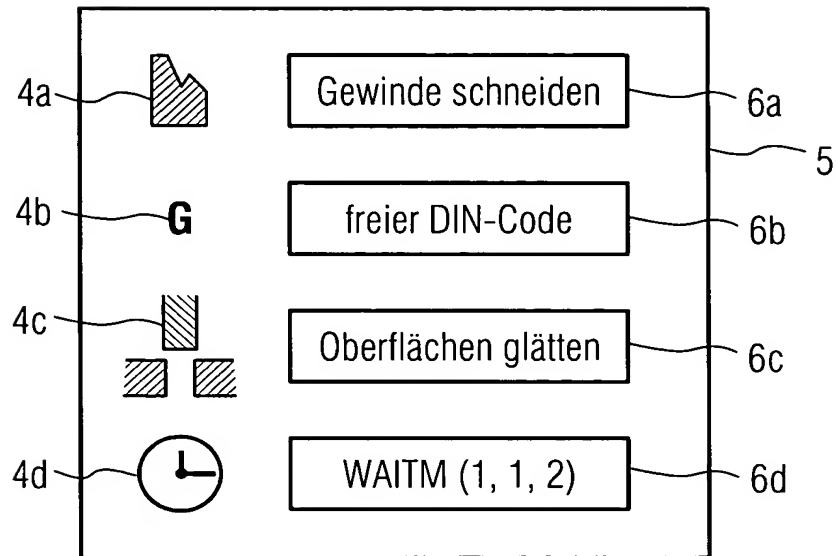 4a Gewinde schneiden 6a
5
4b G freier DIN-Code 6b
4c Oberflächen glätten 6c
4d WAITM (1, 1, 2) 6d